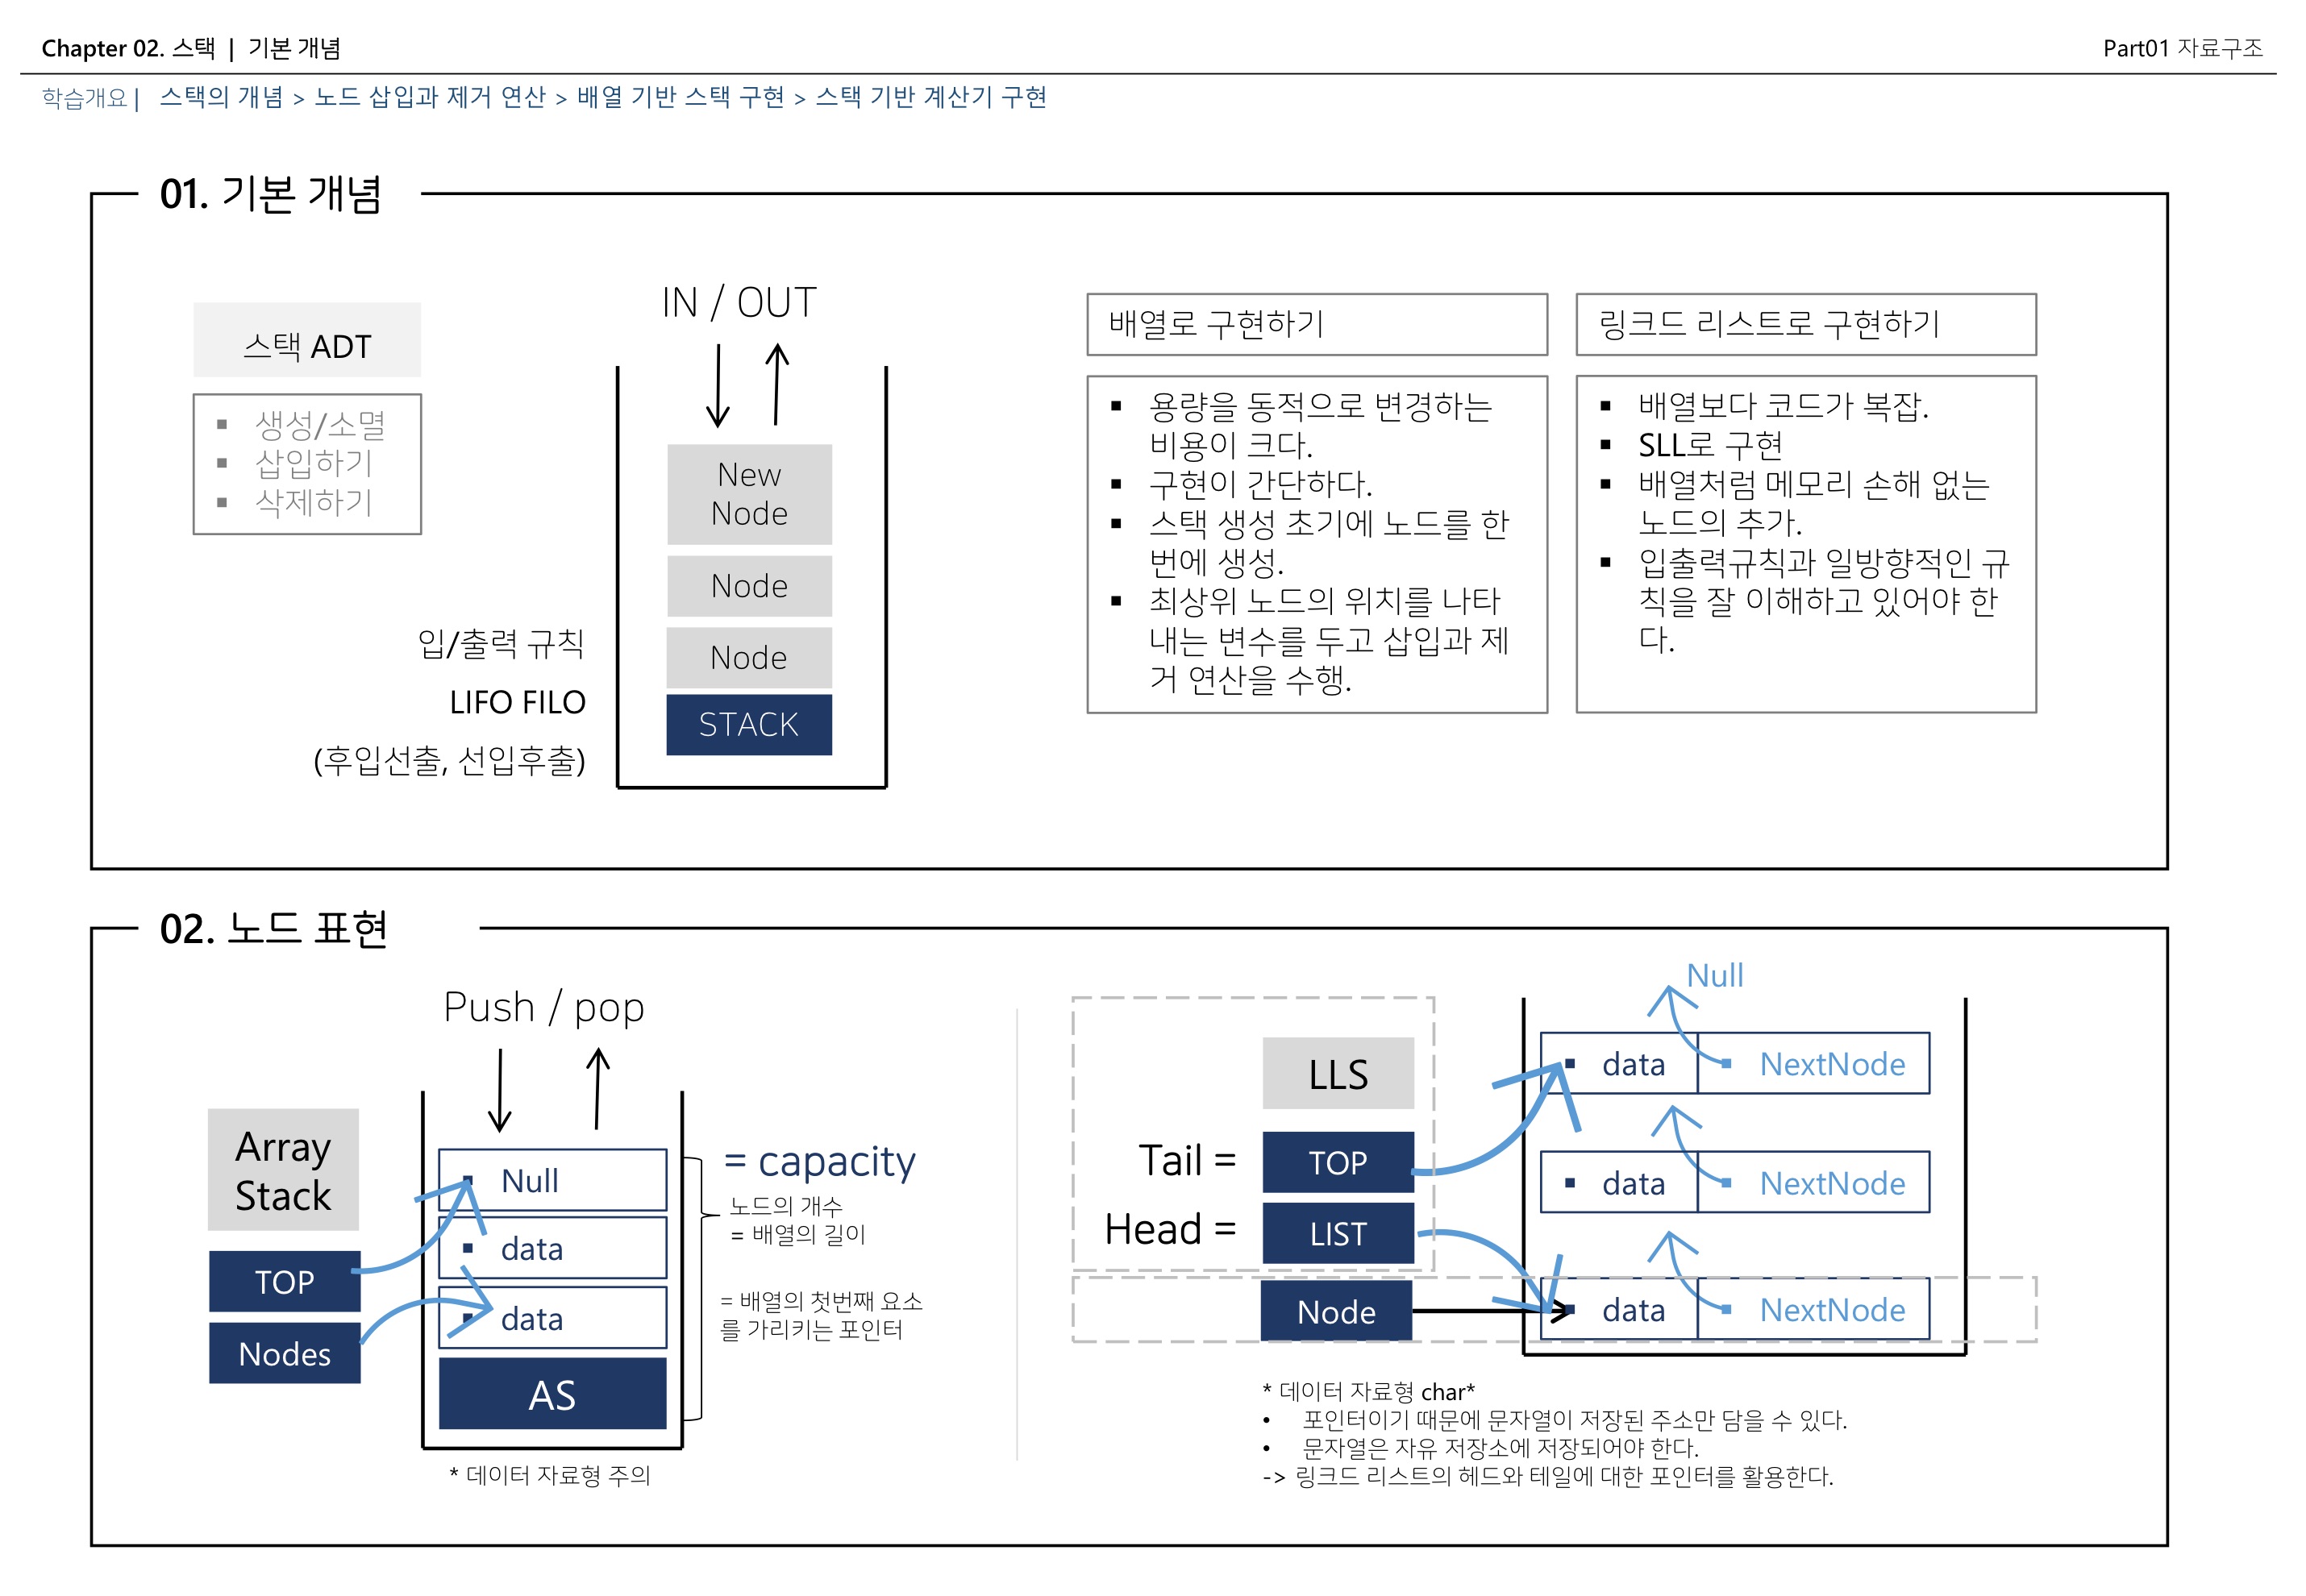 Chapter 02. 스택 | 기본 개념
Part01 자료구조
학습개요 | 스택의 개념 > 노드 삽입과 제거 연산 > 배열 기반 스택 구현 > 스택 기반 계산기 구현
01. 기본 개념
스택 ADT
▪ 생성/소멸
▪ 삽입하기
▪ 삭제하기
IN / OUT
New
Node
Node
Node
STACK
입/출력 규칙
LIFO FILO
(후입선출, 선입후출)
배열로 구현하기
▪ 용량을 동적으로 변경하는
비용이 크다.
▪ 구현이 간단하다.
▪ 스택 생성 초기에 노드를 한
번에 생성.
▪ 최상위 노드의 위치를 나타
내는 변수를 두고 삽입과 제
거 연산을 수행.
링크드 리스트로 구현하기
▪ 배열보다 코드가 복잡.
▪ SLL로 구현
▪ 배열처럼 메모리 손해 없는
노드의 추가.
▪ 입출력규칙과 일방향적인 규
칙을 잘 이해하고 있어야 한
다.
02. 노드 표현
Push / pop
Array
Stack
TOP
Nodes
▪ Null
▪ data
▪ data
AS
= capacity
노드의 개수
= 배열의 길이
= 배열의 첫번째 요소
를 가리키는 포인터
* 데이터 자료형 주의
LLS
Tail =
TOP
Head =
LIST
Node
Null
▪ data ▪ NextNode
▪ data ▪ NextNode
▪ data ▪ NextNode
* 데이터 자료형 char*
• 포인터이기 때문에 문자열이 저장된 주소만 담을 수 있다.
• 문자열은 자유 저장소에 저장되어야 한다.
-> 링크드 리스트의 헤드와 테일에 대한 포인터를 활용한다.